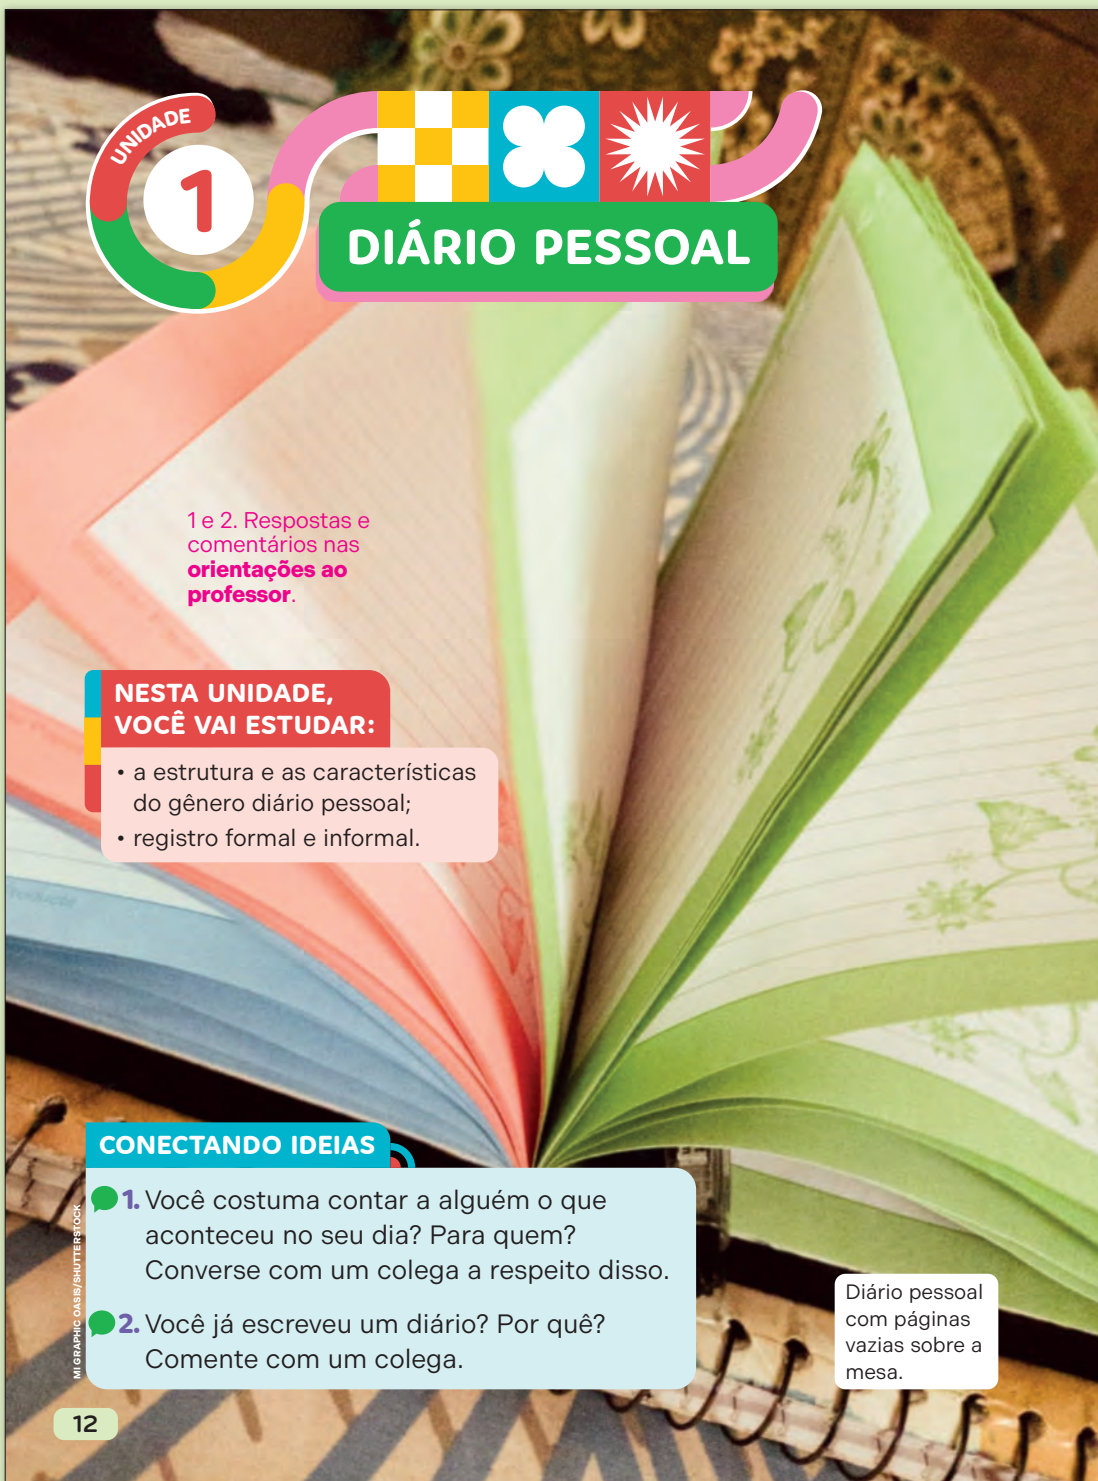 UNIDADE
1
DIÁRIO PESSOAL
1 e 2. Respostas e
comentários nas
orientações ao
professor.
NESTA UNIDADE,
VOCÊ VAI ESTUDAR:
• a estrutura e as características
do gênero diário pessoal;
• registro formal e informal.
CONECTANDO IDEIAS
1. Você costuma contar a alguém o que
aconteceu no seu dia? Para quem?
Converse com um colega a respeito disso.
2. Você já escreveu um diário? Por quê?
Comente com um colega.
MI GRAPHIC OASIS/SHUTTERSTOCK
Diário pessoal
com páginas
vazias sobre a
mesa.
12